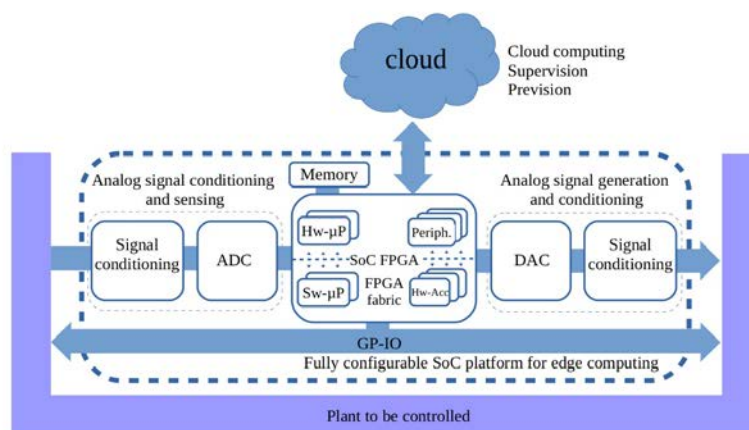 cloud
Cloud computing
Supervision
Prevision
Analog signal conditioning
and sensing
Memory
Analog signal generation
and conditioning
Signal
conditioning
ADC
Hw-µP
Periph.
SoC FPGA
Sw-µP
FPGA
fabric
Hw-Acc
DAC
Signal
conditioning
GP-IO
Fully configurable SoC platform for edge computing
Plant to be controlled